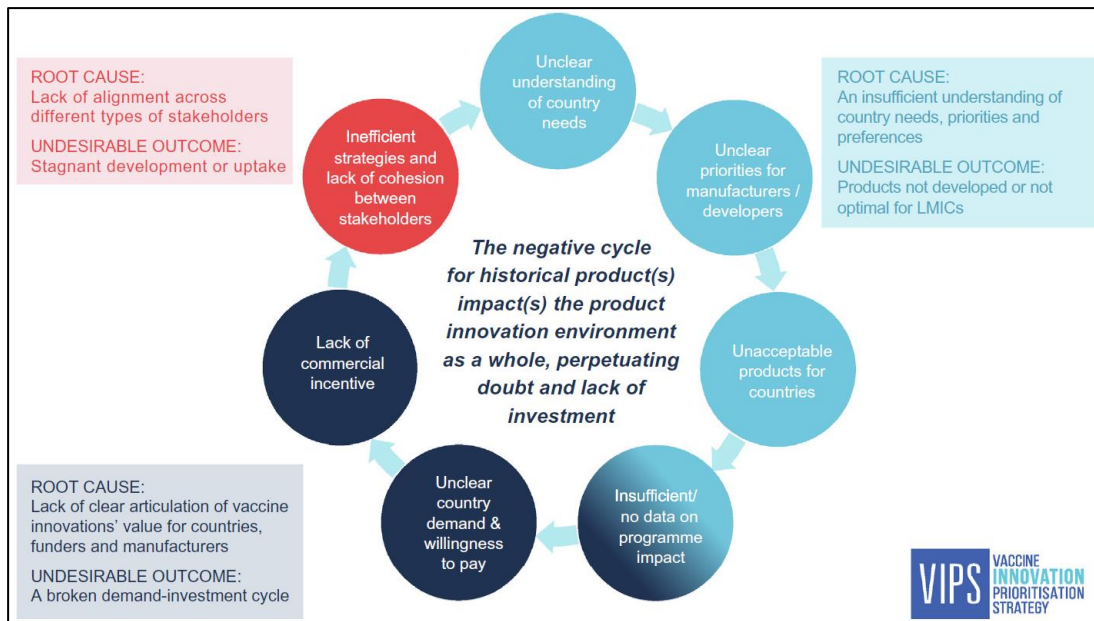 ROOT CAUSE:
Lack of alignment across
different types of stakeholders
UNDESIRABLE OUTCOME:
Stagnant development or uptake
Unclear
understanding
of country
needs
ROOT CAUSE:
An insufficient understanding of
country needs, priorities and
preferences
UNDESIRABLE OUTCOME:
Products not developed or not
optimal for LMICs
Inefficient
strategies and
lack of cohesion
between
stakeholders
Unclear
priorities for
manufacturers /
developers
The negative cycle
for historical product(s)
impact(s) the product
innovation environment
as a whole, perpetuating
doubt and lack of
investment
Lack of
commercial
incentive
Unacceptable
products for
countries
ROOT CAUSE:
Lack of clear articulation of vaccine
innovations' value for countries,
funders and manufacturers
UNDESIRABLE OUTCOME:
A broken demand-investment cycle
Unclear
country
demand &
willingness
to pay
Insufficient/
no data on
programme
impact
VIPS
VACCINE
INNOVATION
PRIORITISATION
STRATEGY